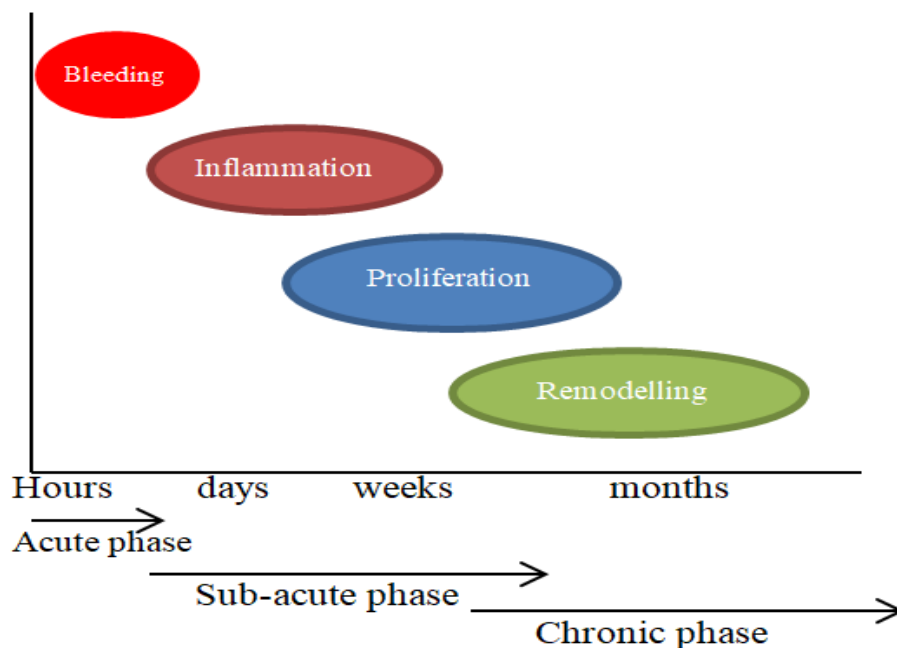 Bleeding
Inflammation
Proliferation
Remodelling
Hours days weeks months
Acute phase
Sub-acute phase
Chronic phase